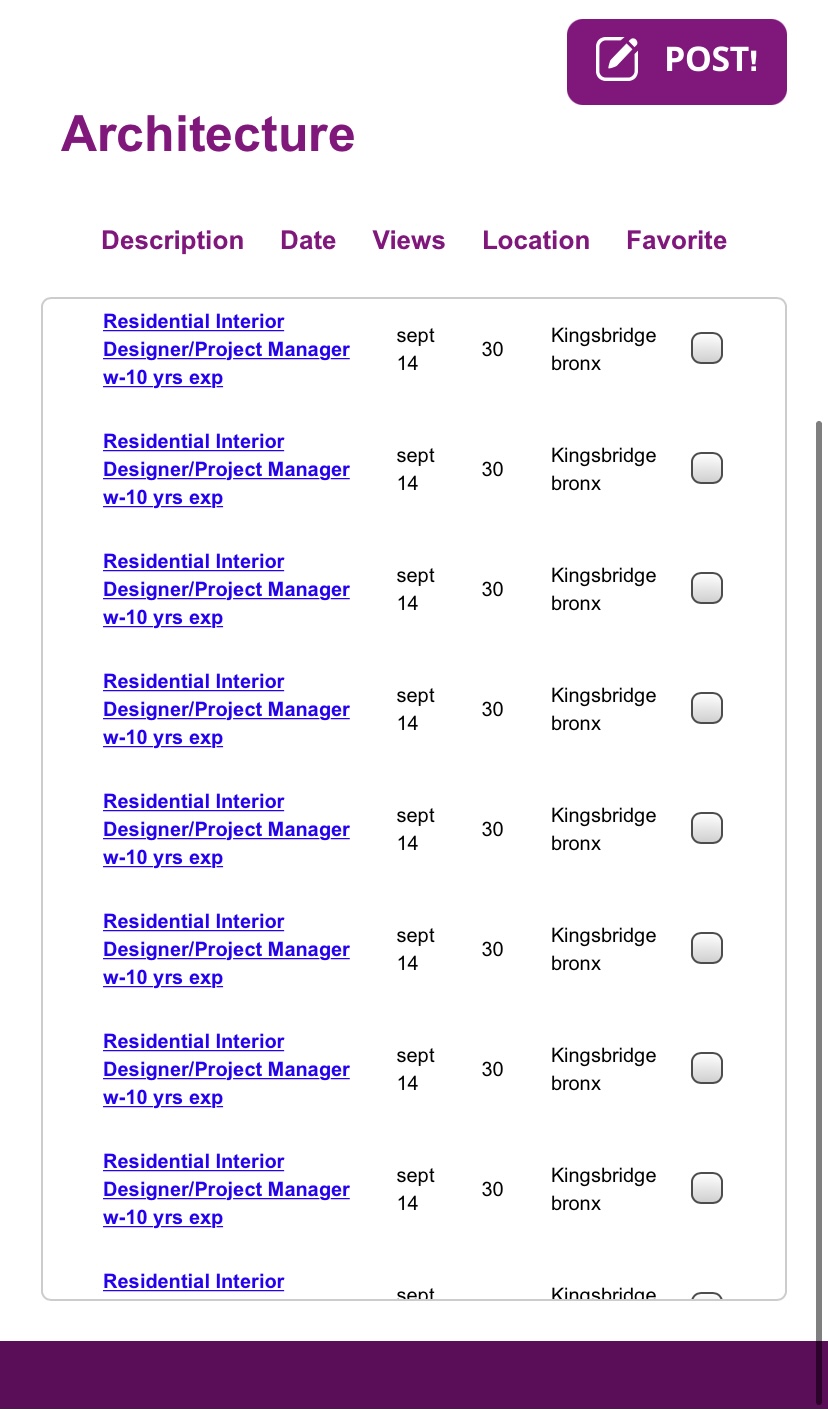 POST!
Architecture
Description Date Views Location Favorite
Residential Interior
Designer/Project Manager
w-10 yrs exp
sept
14
30
Kingsbridge
bronx
Residential Interior
Designer/Project Manager
w-10 yrs exp
sept
14
30
Kingsbridge
bronx
Residential Interior
Designer/Project Manager
w-10 yrs exp
sept
14
30
Kingsbridge
bronx
Residential Interior
Designer/Project Manager
w-10 yrs exp
sept
14
30
Kingsbridge
bronx
Residential Interior
Designer/Project Manager
w-10 yrs exp
sept
14
30
Kingsbridge
bronx
Residential Interior
Designer/Project Manager
w-10 yrs exp
sept
14
30
Kingsbridge
bronx
Residential Interior
Designer/Project Manager
w-10 yrs exp
sept
14
30
Kingsbridge
bronx
Residential Interior
Designer/Project Manager
w-10 yrs exp
sept
14
30
Kingsbridge
bronx
Residential Interior
sept
Kingsbridge